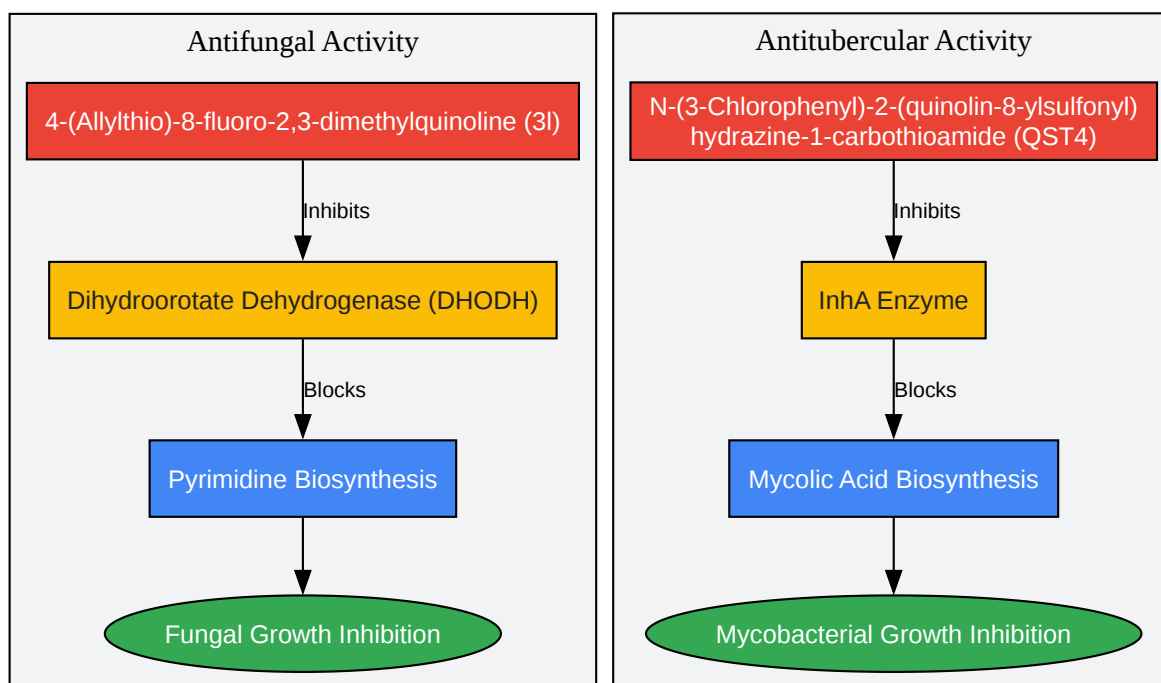 Antifungal Activity
4-(Allylthio)-8-fluoro-2,3-dimethylquinoline (3l)
Inhibits
Dihydroorotate Dehydrogenase (DHODH)
Blocks
Pyrimidine Biosynthesis
Fungal Growth Inhibition
Antitubercular Activity
N-(3-Chlorophenyl)-2-(quinolin-8-ylsulfonyl)
hydrazine-1-carbothioamide (QST4)
Inhibits
InhA Enzyme
Blocks
Mycolic Acid Biosynthesis
Mycobacterial Growth Inhibition